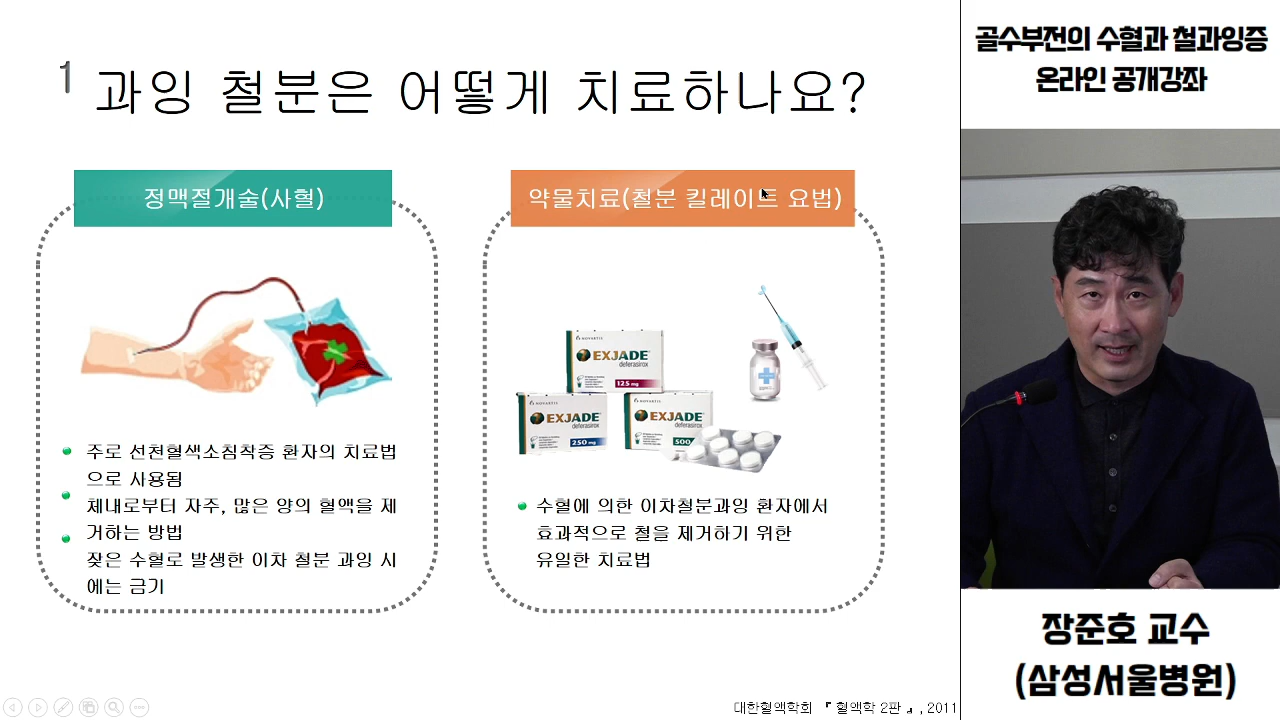 1 과잉 철분은 어떻게 치료하나요?
정맥절개술(사혈)
주로 선천혈색소침착증 환자의 치료법
으로 사용됨
체내로부터 자주, 많은 양의 혈액을 제
거하는 방법
잦은 수혈로 발생한 이차 철분 과잉 시
에는 금기
약물치료(철분 킬레이트 요법)
NOVARTIS
EXJADE
deferasirox
125 mg
NOVARTIS
EXJADE
deferasirox
250 mg
NOVARTIS
EXJADE
deferasirox
500
수혈에 의한 이차철분과잉 환자에서
효과적으로 철을 제거하기 위한
유일한 치료법
대한혈액학회 『혈액학 2판』, 2011
골수부전의 수혈과 철과잉증
온라인 공개강좌
장준호 교수
(삼성서울병원)